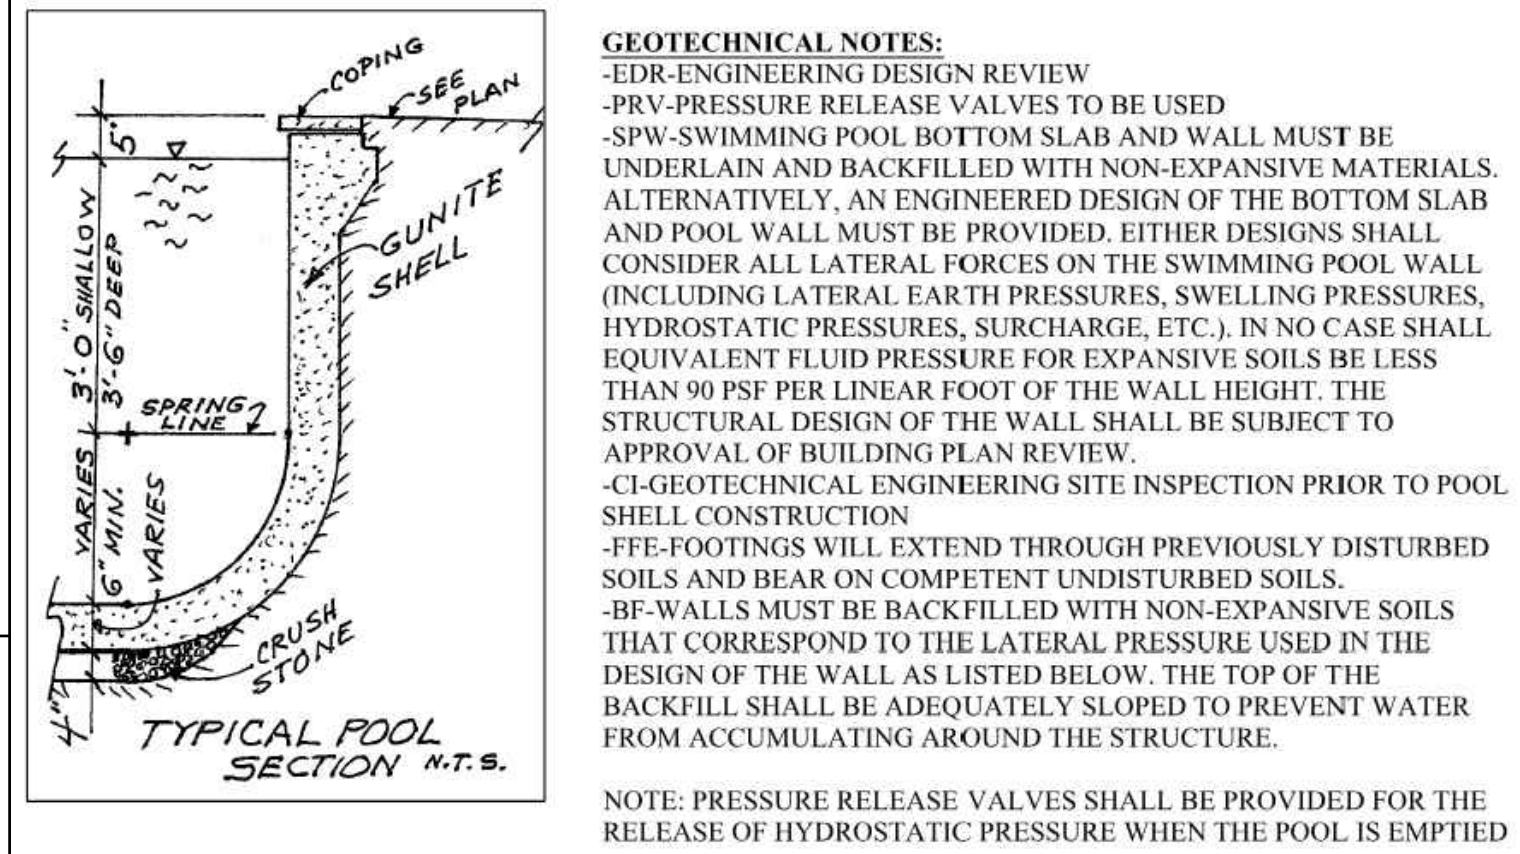 COPING
SEE
PLAN
5"
3'-0" SHALLOW
3'-6" DEEP
GUNITE
SHELL
SPRING
LINE
VARIES
6" MIN.
VARIES
CRUSH
STONE
4"
TYPICAL POOL
SECTION N.T.S.
GEOTECHNICAL NOTES:
-EDR-ENGINEERING DESIGN REVIEW
-PRV-PRESSURE RELEASE VALVES TO BE USED
-SPW-SWIMMING POOL BOTTOM SLAB AND WALL MUST BE
UNDERLAIN AND BACKFILLED WITH NON-EXPANSIVE MATERIALS.
ALTERNATIVELY, AN ENGINEERED DESIGN OF THE BOTTOM SLAB
AND POOL WALL MUST BE PROVIDED. EITHER DESIGNS SHALL
CONSIDER ALL LATERAL FORCES ON THE SWIMMING POOL WALL
(INCLUDING LATERAL EARTH PRESSURES, SWELLING PRESSURES,
HYDROSTATIC PRESSURES, SURCHARGE, ETC.). IN NO CASE SHALL
EQUIVALENT FLUID PRESSURE FOR EXPANSIVE SOILS BE LESS
THAN 90 PSF PER LINEAR FOOT OF THE WALL HEIGHT. THE
STRUCTURAL DESIGN OF THE WALL SHALL BE SUBJECT TO
APPROVAL OF BUILDING PLAN REVIEW.
-CI-GEOTECHNICAL ENGINEERING SITE INSPECTION PRIOR TO POOL
SHELL CONSTRUCTION
-FFE-FOOTINGS WILL EXTEND THROUGH PREVIOUSLY DISTURBED
SOILS AND BEAR ON COMPETENT UNDISTURBED SOILS.
-BF-WALLS MUST BE BACKFILLED WITH NON-EXPANSIVE SOILS
THAT CORRESPOND TO THE LATERAL PRESSURE USED IN THE
DESIGN OF THE WALL AS LISTED BELOW. THE TOP OF THE
BACKFILL SHALL BE ADEQUATELY SLOPED TO PREVENT WATER
FROM ACCUMULATING AROUND THE STRUCTURE.
NOTE: PRESSURE RELEASE VALVES SHALL BE PROVIDED FOR THE
RELEASE OF HYDROSTATIC PRESSURE WHEN THE POOL IS EMPTIED